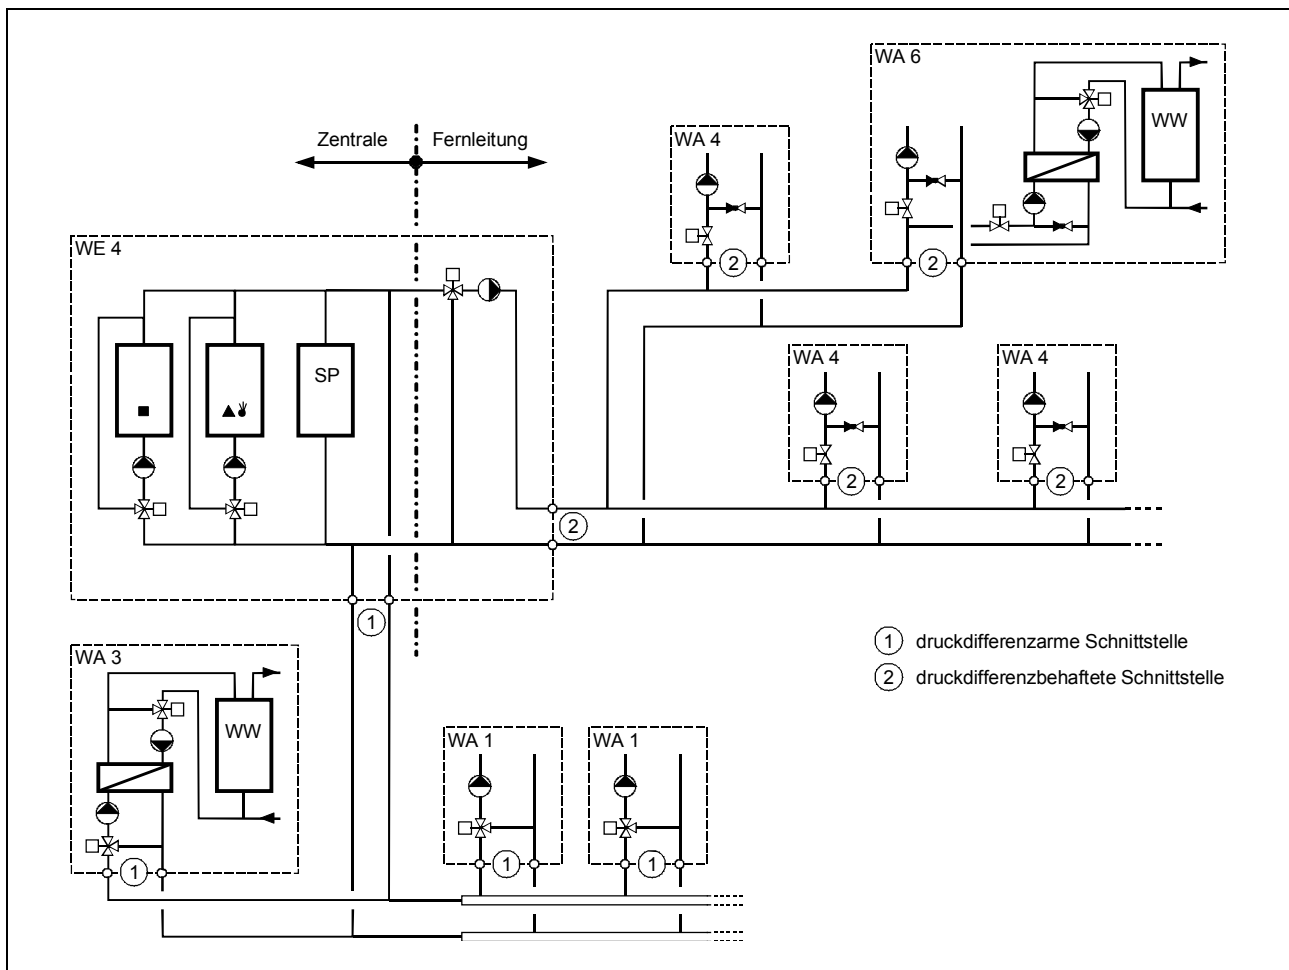 WA 6
WW
Zentrale
Fernleitung
WA 4
2
2
WE 4
SP
WA 4
WA 4
2
2
2
1
1 druckdifferenzarme Schnittstelle
2 druckdifferenzbehaftete Schnittstelle
WA 3
WW
WA 1
WA 1
1
1
1